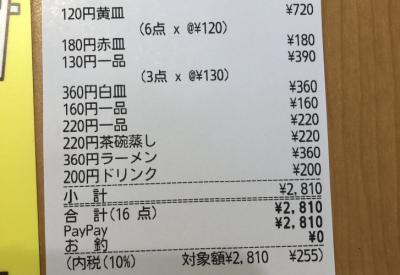 120円黄皿 ¥720
(6点 x @¥120)
180円赤皿 ¥180
130円一品 ¥390
(3点 x @¥130)
360円白皿 ¥360
160円一品 ¥160
220円一品 ¥220
220円茶碗蒸し ¥220
360円ラーメン ¥360
200円ドリンク ¥200
小 計 ¥2,810
合 計(16 点) ¥2,810
PayPay ¥2,810
お 釣 ¥0
(内税(10%) 対象額¥2,810 ¥255)